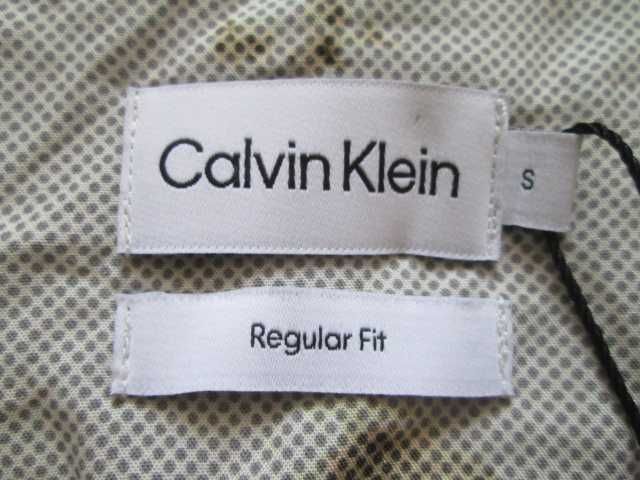 Calvin Klein
S
Regular Fit